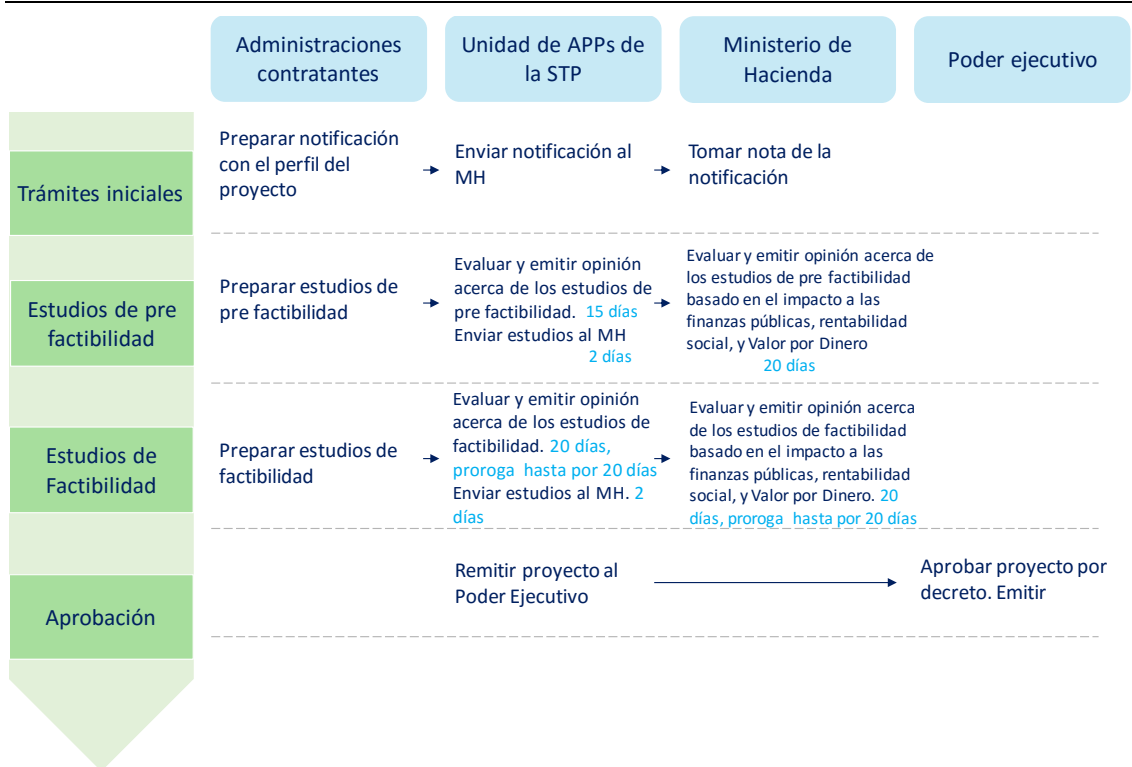 Administraciones
contratantes
Unidad de APPs de
la STP
Ministerio de
Hacienda
Poder ejecutivo
Trámites iniciales
Preparar notificación
con el perfil del
proyecto
Enviar notificación al
MH
Tomar nota de la
notificación
Estudios de pre
factibilidad
Preparar estudios de
pre factibilidad
Evaluar y emitir opinión
acerca de los estudios de
pre factibilidad. 15 días
Enviar estudios al MH
2 días
Evaluar y emitir opinión acerca de
los estudios de pre factibilidad
basado en el impacto a las
finanzas públicas, rentabilidad
social, y Valor por Dinero
20 días
Estudios de
Factibilidad
Preparar estudios de
factibilidad
Evaluar y emitir opinión
acerca de los estudios de
factibilidad. 20 días,
proroga hasta por 20 días
Enviar estudios al MH. 2
días
Evaluar y emitir opinión acerca
de los estudios de factibilidad
basado en el impacto a las
finanzas públicas, rentabilidad
social, y Valor por Dinero. 20
días, proroga hasta por 20 días
Aprobación
Remitir proyecto al
Poder Ejecutivo
Aprobar proyecto por
decreto. Emitir